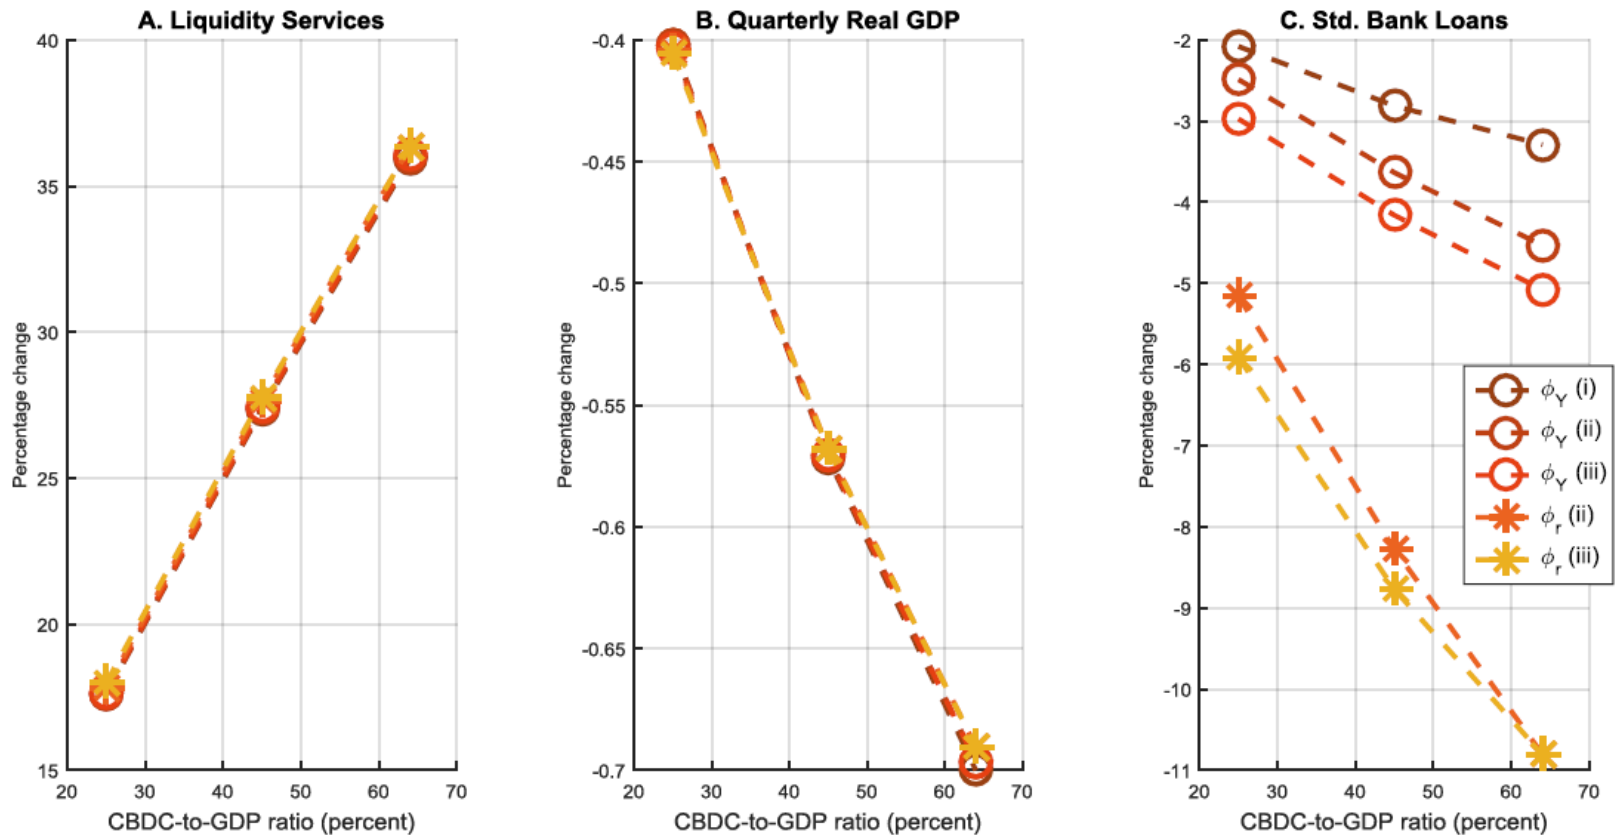 A. Liquidity Services
40
35
30
25
20
15
20 30 40 50 60 70
Percentage change
CBDC-to-GDP ratio (percent)
B. Quarterly Real GDP
-0.4
-0.45
-0.5
-0.55
-0.6
-0.65
-0.7
20 30 40 50 60 70
Percentage change
CBDC-to-GDP ratio (percent)
C. Std. Bank Loans
-2
-3
-4
-5
-6
-7
-8
-9
-10
-11
20 30 40 50 60 70
Percentage change
CBDC-to-GDP ratio (percent)
ϕY (i)
ϕY (ii)
ϕY (iii)
ϕr (ii)
ϕr (iii)